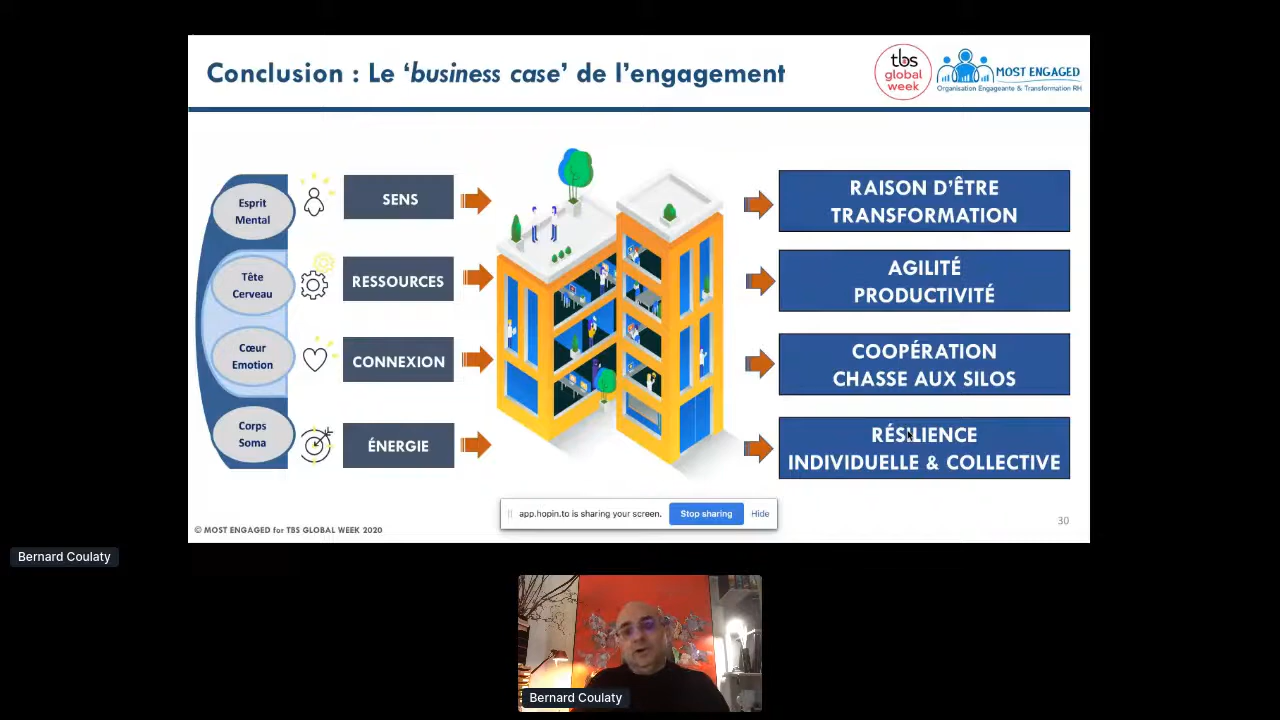 Conclusion : Le ‘business case’ de l’engagement
tbs
global
week
MOST ENGAGED
Organisation Engageante & Transformation RH
Esprit
Mental
SENS
RAISON D’ÊTRE
TRANSFORMATION
Tête
Cerveau
RESSOURCES
AGILITÉ
PRODUCTIVITÉ
Cœur
Emotion
CONNEXION
COOPÉRATION
CHASSE AUX SILOS
Corps
Soma
ÉNERGIE
RÉSILIENCE
INDIVIDUELLE & COLLECTIVE
app.hopin.to is sharing your screen.
Stop sharing
Hide
© MOST ENGAGED for TBS GLOBAL WEEK 2020
30
Bernard Coulaty
Bernard Coulaty